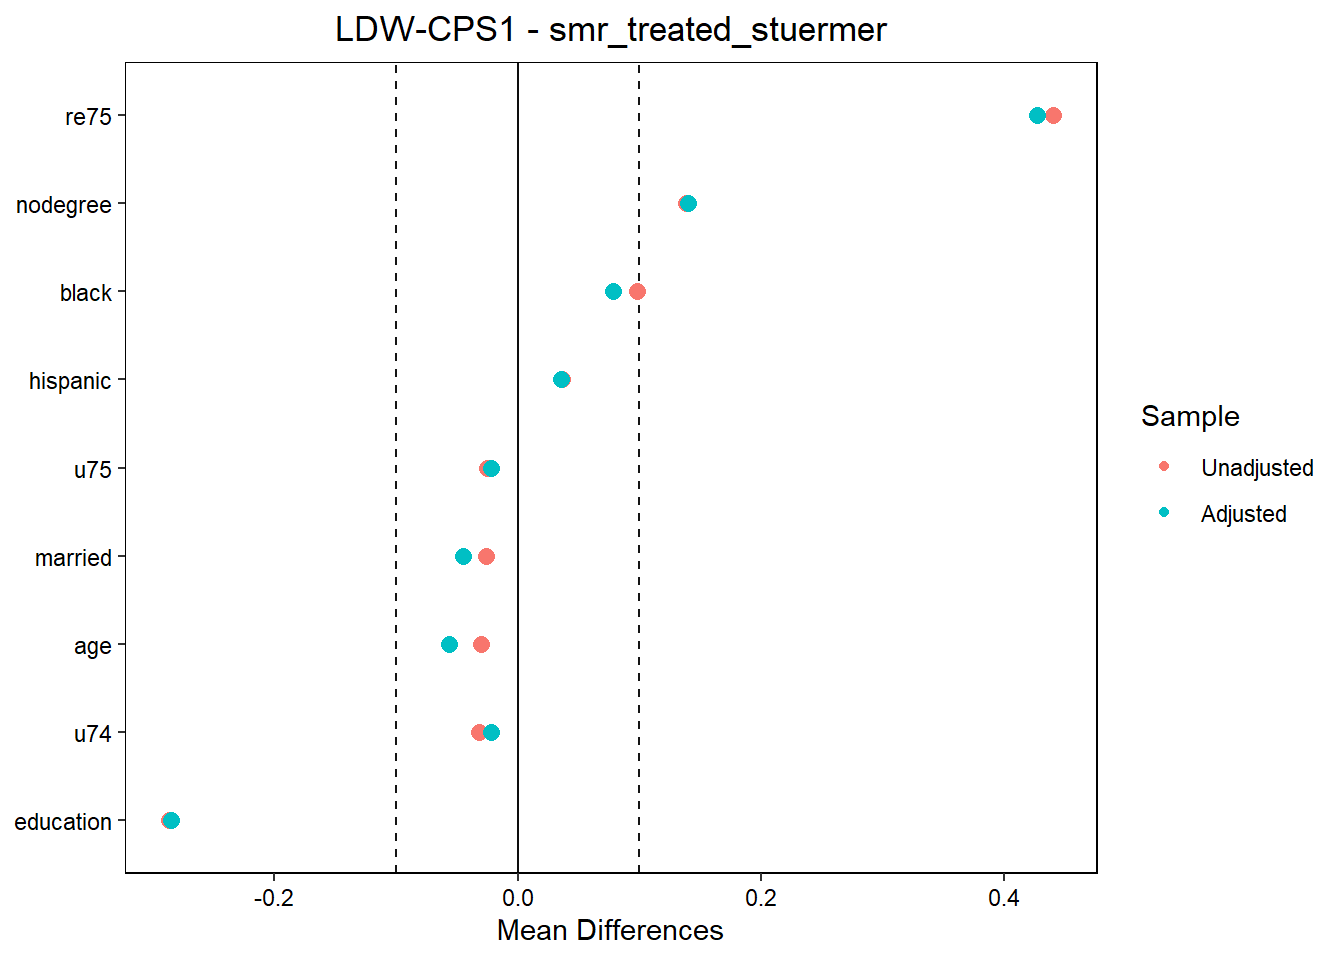 LDW-CPS1 - smr_treated_stuermer
re75
nodegree
black
hispanic
u75
married
age
u74
education
-0.2
0.0
0.2
0.4
Mean Differences
Sample
Unadjusted
Adjusted